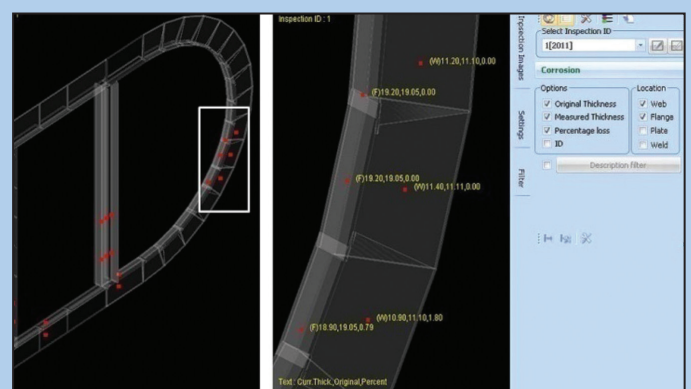 Inspection ID : 1
(W)11.20,11.10,0.00
(F)19.20,19.05,0.00
(F)19.20,19.05,0.00
(W)11.40,11.11,0.00
(W)10.90,11.10,1.80
(F)18.90,19.05,0.79
Text : Curr.Thick.,Original,Percent
Inpsection Images
Settings
Filter
Select Inspection ID
1[2011]
Corrosion
Options
Original Thickness
Measured Thickness
Percentage loss
ID
Location
Web
Flange
Plate
Weld
Description filter